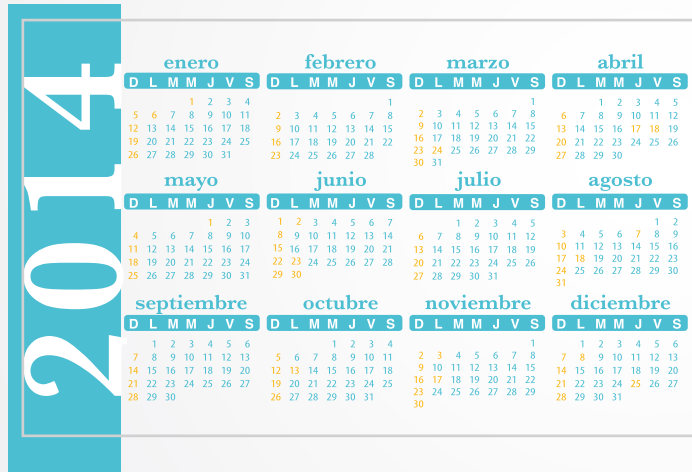 2014
enero
D L M M J V S
1 2 3 4
5 6 7 8 9 10 11
12 13 14 15 16 17 18
19 20 21 22 23 24 25
26 27 28 29 30 31
febrero
D L M M J V S
1
2 3 4 5 6 7 8
9 10 11 12 13 14 15
16 17 18 19 20 21 22
23 24 25 26 27 28
marzo
D L M M J V S
1
2 3 4 5 6 7 8
9 10 11 12 13 14 15
16 17 18 19 20 21 22
23 24 25 26 27 28 29
30 31
abril
D L M M J V S
1 2 3 4 5
6 7 8 9 10 11 12
13 14 15 16 17 18 19
20 21 22 23 24 25 26
27 28 29 30
mayo
D L M M J V S
1 2 3
4 5 6 7 8 9 10
11 12 13 14 15 16 17
18 19 20 21 22 23 24
25 26 27 28 29 30 31
junio
D L M M J V S
1 2 3 4 5 6 7
8 9 10 11 12 13 14
15 16 17 18 19 20 21
22 23 24 25 26 27 28
29 30
julio
D L M M J V S
1 2 3 4 5
6 7 8 9 10 11 12
13 14 15 16 17 18 19
20 21 22 23 24 25 26
27 28 29 30 31
agosto
D L M M J V S
1 2
3 4 5 6 7 8 9
10 11 12 13 14 15 16
17 18 19 20 21 22 23
24 25 26 27 28 29 30
31
septiembre
D L M M J V S
1 2 3 4 5 6
7 8 9 10 11 12 13
14 15 16 17 18 19 20
21 22 23 24 25 26 27
28 29 30
octubre
D L M M J V S
1 2 3 4
5 6 7 8 9 10 11
12 13 14 15 16 17 18
19 20 21 22 23 24 25
26 27 28 29 30 31
noviembre
D L M M J V S
1
2 3 4 5 6 7 8
9 10 11 12 13 14 15
16 17 18 19 20 21 22
23 24 25 26 27 28 29
30
diciembre
D L M M J V S
1 2 3 4 5 6
7 8 9 10 11 12 13
14 15 16 17 18 19 20
21 22 23 24 25 26 27
28 29 30 31